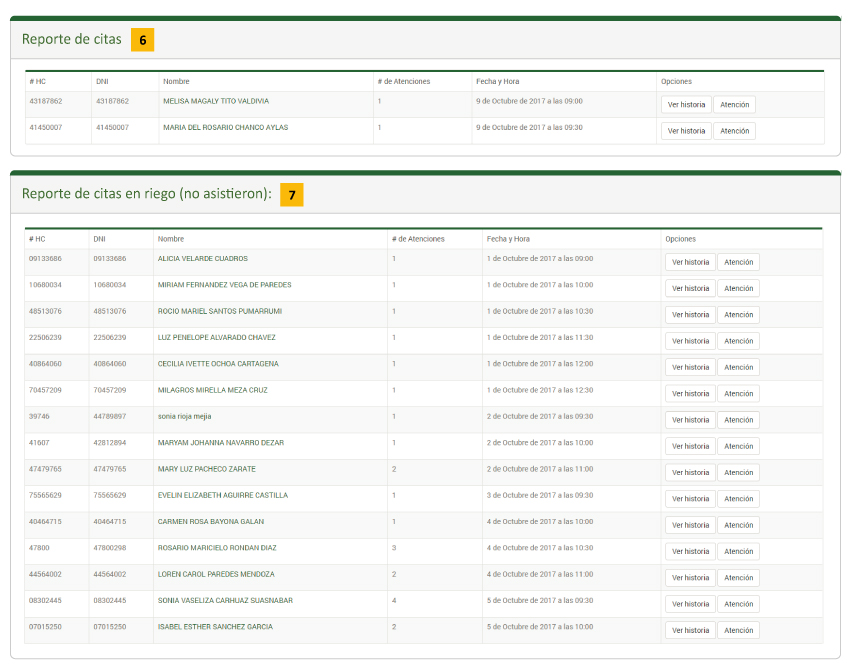 Reporte de citas 6
# HC DNI Nombre # de Atenciones Fecha y Hora Opciones
43187862 43187862 MELISA MAGALY TITO VALDIVIA 1 9 de Octubre de 2017 a las 09:00 Ver historia Atención
41450007 41450007 MARIA DEL ROSARIO CHANCO AYLAS 1 9 de Octubre de 2017 a las 09:30 Ver historia Atención
Reporte de citas en riego (no asistieron): 7
# HC DNI Nombre # de Atenciones Fecha y Hora Opciones
09133686 09133686 ALICIA VELARDE CUADROS 1 1 de Octubre de 2017 a las 09:00 Ver historia Atención
10680034 10680034 MIRIAM FERNANDEZ VEGA DE PAREDES 1 1 de Octubre de 2017 a las 10:00 Ver historia Atención
48513076 48513076 ROCIO MARIEL SANTOS PUMARRUMI 1 1 de Octubre de 2017 a las 10:30 Ver historia Atención
22506239 22506239 LUZ PENELOPE ALVARADO CHAVEZ 1 1 de Octubre de 2017 a las 11:30 Ver historia Atención
40864060 40864060 CECILIA IVETTE OCHOA CARTAGENA 1 1 de Octubre de 2017 a las 12:00 Ver historia Atención
70457209 70457209 MILAGROS MIRELLA MEZA CRUZ 1 1 de Octubre de 2017 a las 12:30 Ver historia Atención
39746 44789897 sonia rioja mejia 1 2 de Octubre de 2017 a las 09:30 Ver historia Atención
41607 42812894 MARYAM JOHANNA NAVARRO DEZAR 1 2 de Octubre de 2017 a las 10:00 Ver historia Atención
47479765 47479765 MARY LUZ PACHECO ZARATE 2 2 de Octubre de 2017 a las 11:00 Ver historia Atención
75565629 75565629 EVELIN ELIZABETH AGUIRRE CASTILLA 1 3 de Octubre de 2017 a las 09:30 Ver historia Atención
40464715 40464715 CARMEN ROSA BAYONA GALAN 1 4 de Octubre de 2017 a las 10:00 Ver historia Atención
47800 47800298 ROSARIO MARICIELO RONDAN DIAZ 3 4 de Octubre de 2017 a las 10:30 Ver historia Atención
44564002 44564002 LOREN CAROL PAREDES MENDOZA 2 4 de Octubre de 2017 a las 11:00 Ver historia Atención
08302445 08302445 SONIA VASELIZA CARHUAZ SUASNABAR 4 5 de Octubre de 2017 a las 09:30 Ver historia Atención
07015250 07015250 ISABEL ESTHER SANCHEZ GARCIA 2 5 de Octubre de 2017 a las 10:00 Ver historia Atención